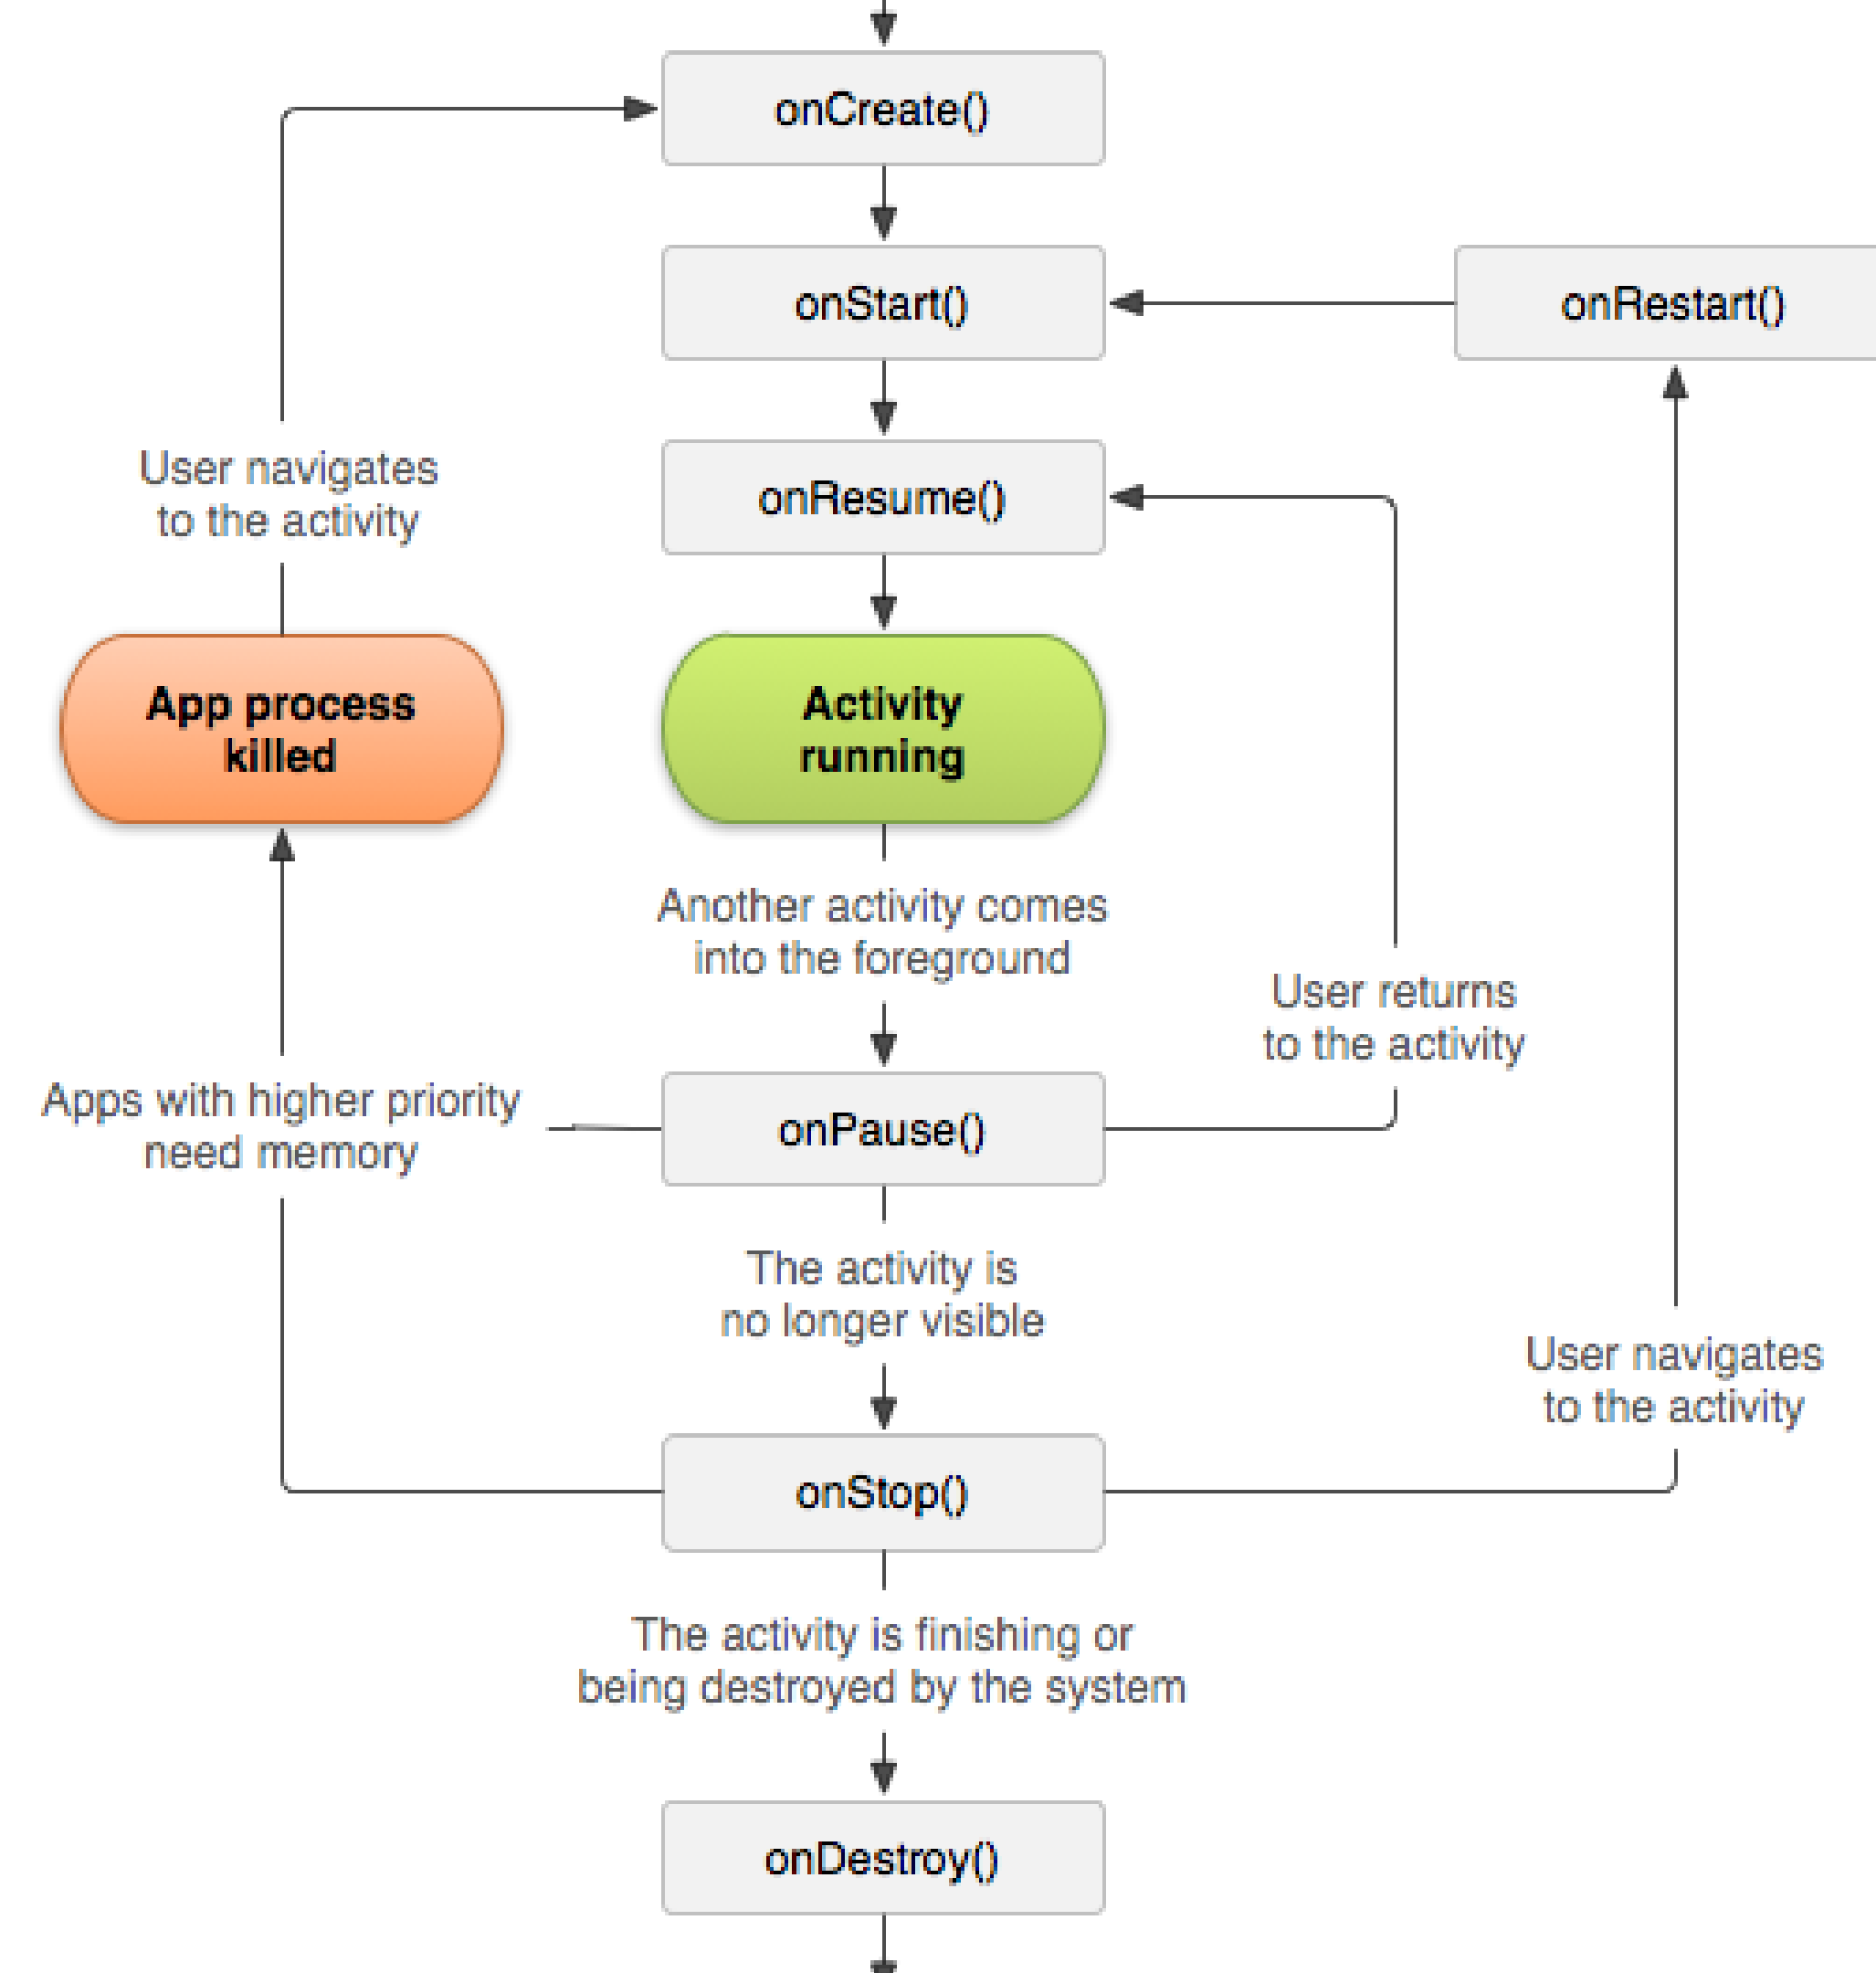 onCreate()
onStart()
onRestart()
User navigates
to the activity
onResume()
App process
killed
Activity
running
Another activity comes
into the foreground
User returns
to the activity
Apps with higher priority
need memory
onPause()
The activity is
no longer visible
User navigates
to the activity
onStop()
The activity is finishing or
being destroyed by the system
onDestroy()